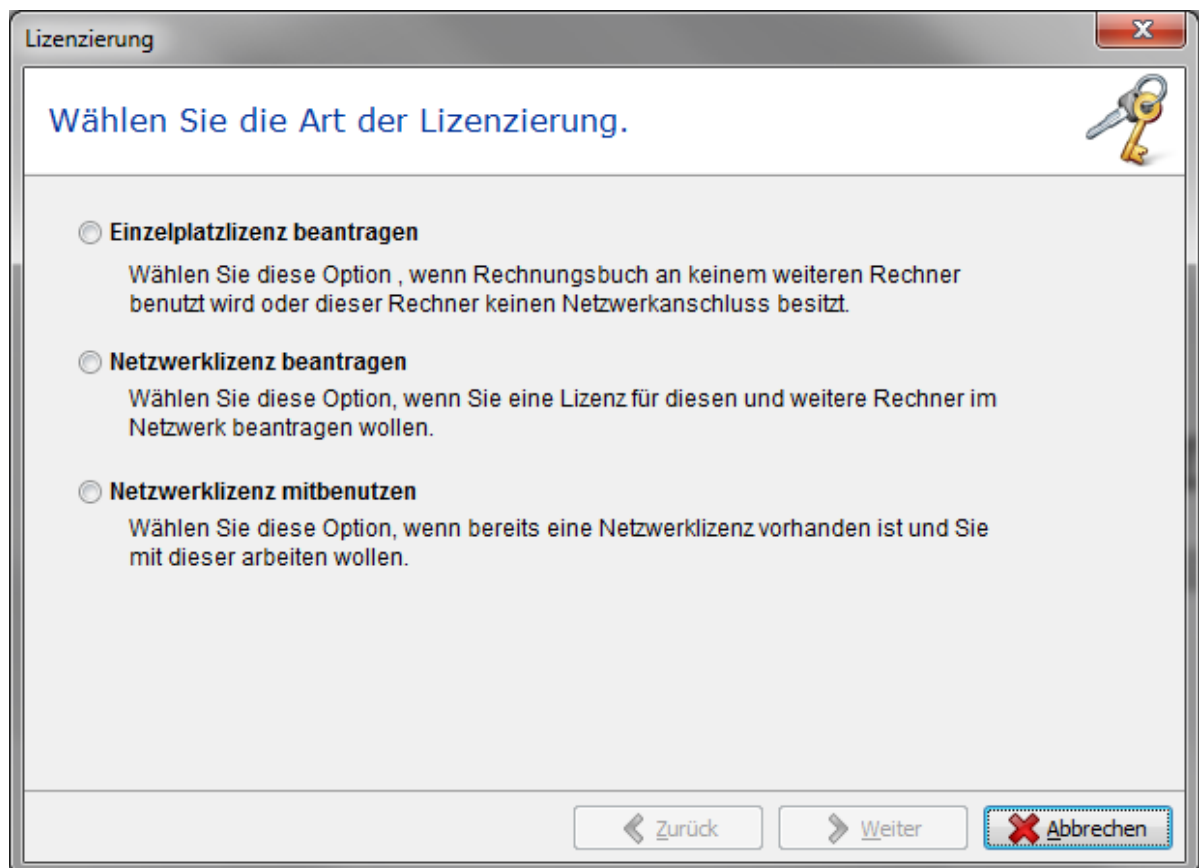 Lizenzierung
Wählen Sie die Art der Lizenzierung.
Einzelplatzlizenz beantragen
Wählen Sie diese Option , wenn Rechnungsbuch an keinem weiteren Rechner
benutzt wird oder dieser Rechner keinen Netzwerkanschluss besitzt.
Netzwerklizenz beantragen
Wählen Sie diese Option, wenn Sie eine Lizenz für diesen und weitere Rechner im
Netzwerk beantragen wollen.
Netzwerklizenz mitbenutzen
Wählen Sie diese Option, wenn bereits eine Netzwerklizenz vorhanden ist und Sie
mit dieser arbeiten wollen.
Zurück Weiter Abbrechen